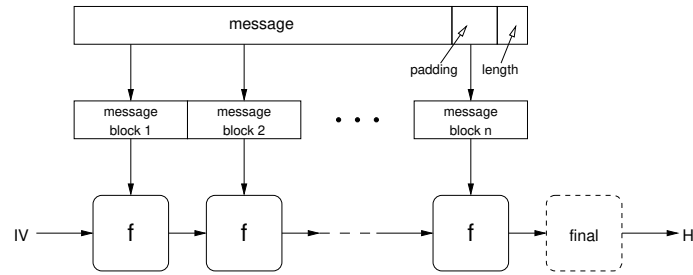 message
padding
length
message
block 1
message
block 2
message
block n
IV
f
f
f
final
H